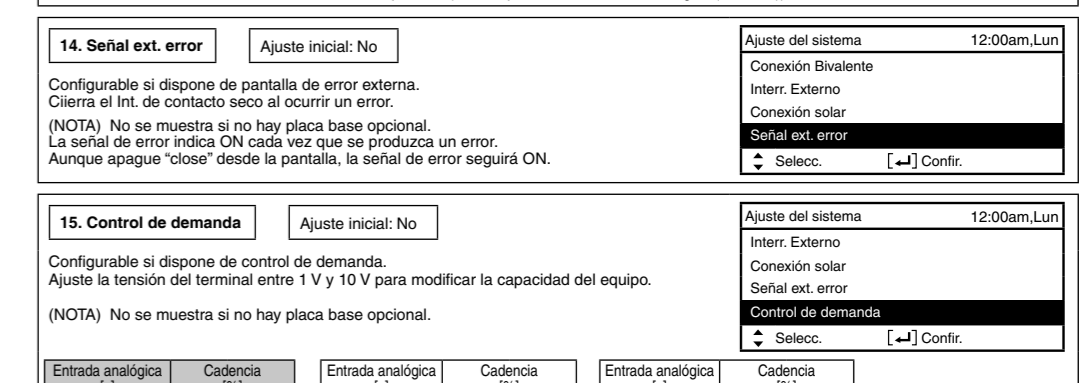 14. Señal ext. error
Ajuste inicial: No
Configurable si dispone de pantalla de error externa.
Ciierra el Int. de contacto seco al ocurrir un error.
(NOTA) No se muestra si no hay placa base opcional.
La señal de error indica ON cada vez que se produzca un error.
Aunque apague “close” desde la pantalla, la señal de error seguirá ON.
Ajuste del sistema 12:00am,Lun
Conexión Bivalente
Interr. Externo
Conexión solar
Señal ext. error
Selecc. [↵] Confir.
15. Control de demanda
Ajuste inicial: No
Configurable si dispone de control de demanda.
Ajuste la tensión del terminal entre 1 V y 10 V para modificar la capacidad del equipo.
(NOTA) No se muestra si no hay placa base opcional.
Ajuste del sistema 12:00am,Lun
Interr. Externo
Conexión solar
Señal ext. error
Control de demanda
Selecc. [↵] Confir.
Entrada analógica Cadencia Entrada analógica Cadencia Entrada analógica Cadencia